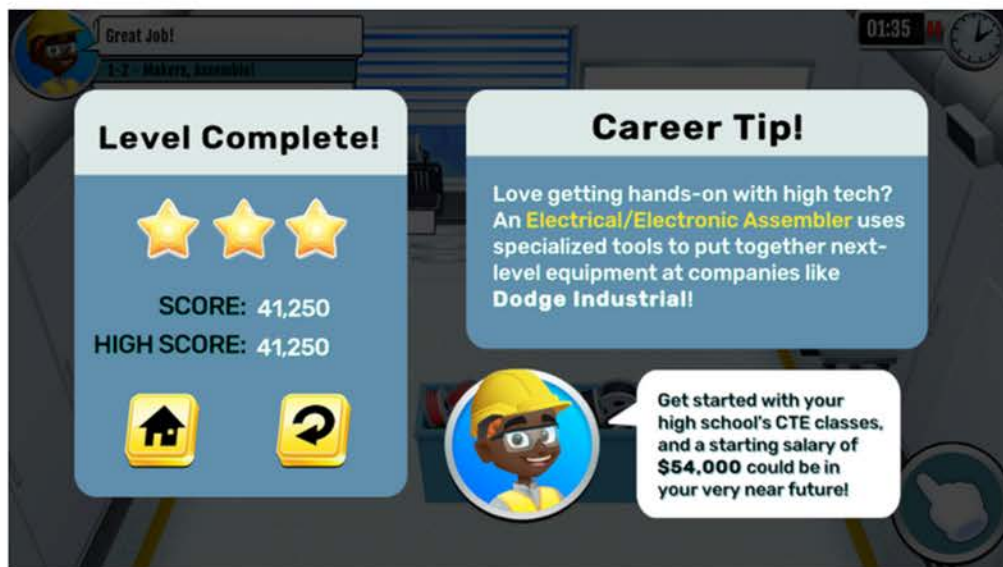 Great Job!
1-2 - Makers, Assemble!
01:35
Level Complete!
SCORE: 41,250
HIGH SCORE: 41,250
Career Tip!
Love getting hands-on with high tech?
An Electrical/Electronic Assembler uses
specialized tools to put together next-
level equipment at companies like
Dodge Industrial!
Get started with your
high school's CTE classes,
and a starting salary of
$54,000 could be in
your very near future!